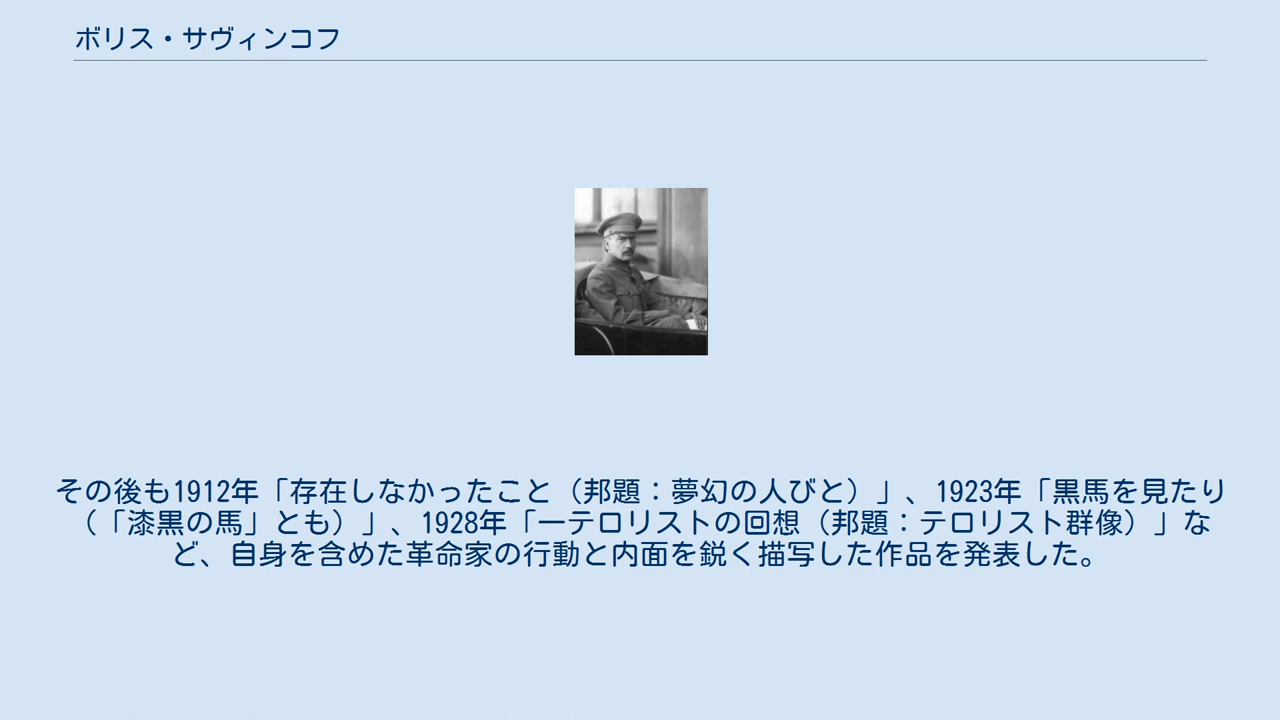 ボリス・サヴィンコフ
その後も1912年「存在しなかったこと（邦題：夢幻の人びと）」、1923年「黒馬を見たり
（「漆黒の馬」とも）」、1928年「一テロリストの回想（邦題：テロリスト群像）」な
ど、自身を含めた革命家の行動と内面を鋭く描写した作品を発表した。